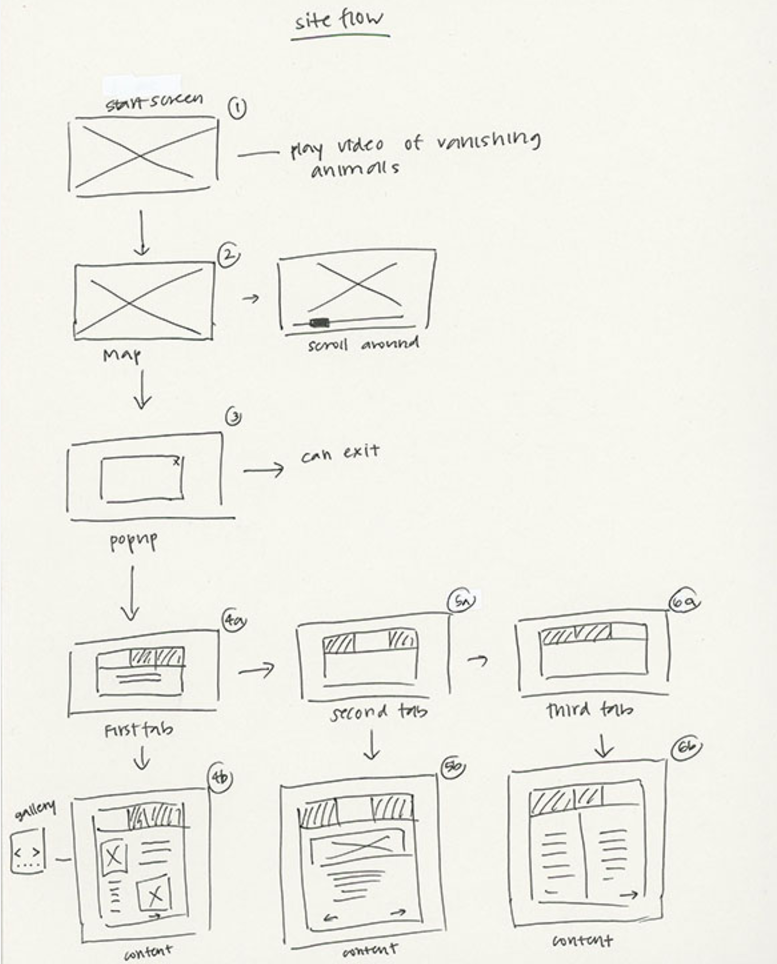 site flow
start screen
1
play video of vanishing
animals
2
Map
scroll around
3
x
can exit
popup
4a
5a
6a
First tab
second tab
third tab
4b
5b
6b
gallery
< >
content
content
content